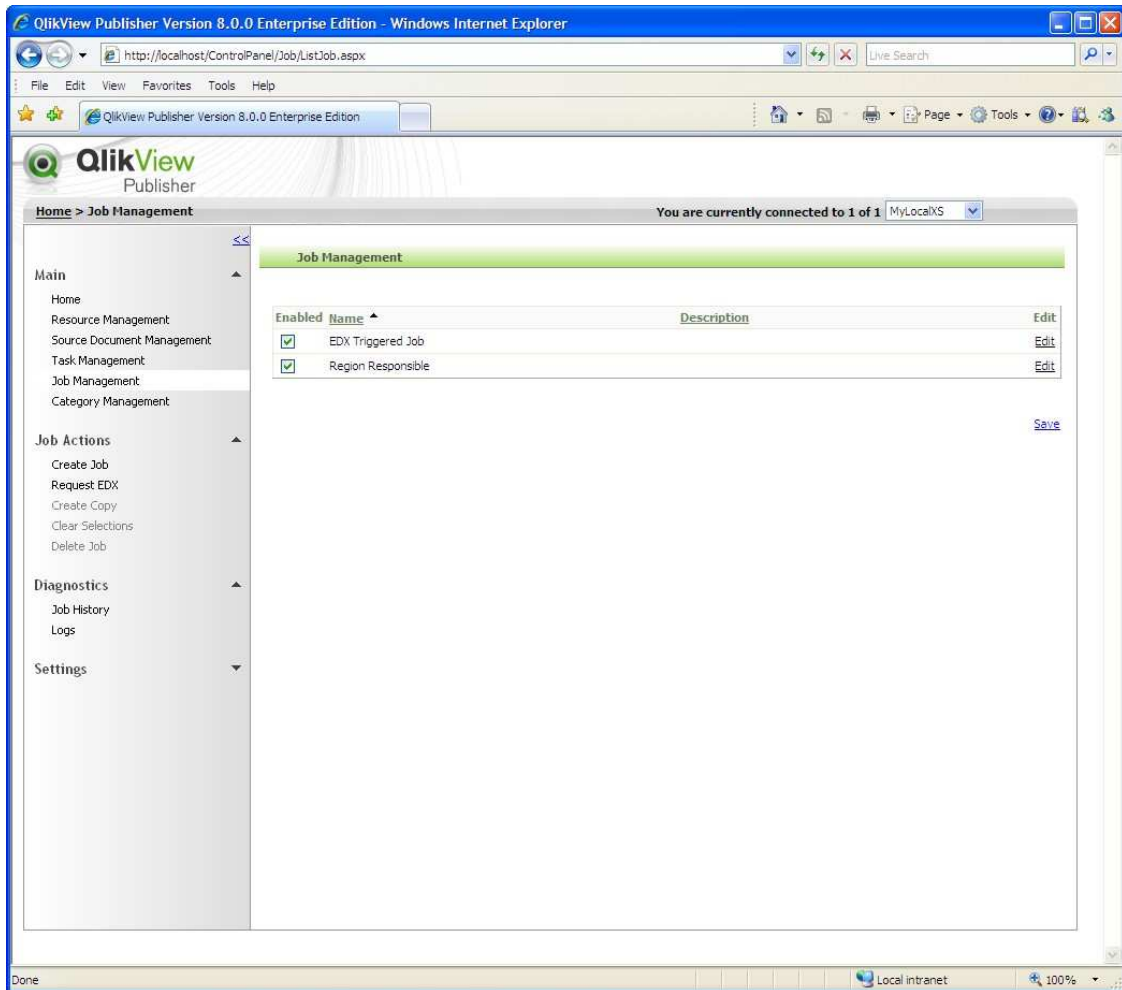 QlikView Publisher Version 8.0.0 Enterprise Edition - Windows Internet Explorer
http://localhost/ControlPanel/Job/ListJob.aspx
Live Search
File Edit View Favorites Tools Help
QlikView Publisher Version 8.0.0 Enterprise Edition
Page Tools
QlikView
Publisher
Home > Job Management
You are currently connected to 1 of 1 MyLocalXS
<<
Main
Home
Resource Management
Source Document Management
Task Management
Job Management
Category Management
Job Actions
Create Job
Request EDX
Create Copy
Clear Selections
Delete Job
Diagnostics
Job History
Logs
Settings
Job Management
Enabled Name Description Edit
EDX Triggered Job Edit
Region Responsible Edit
Save
Done Local intranet 100%